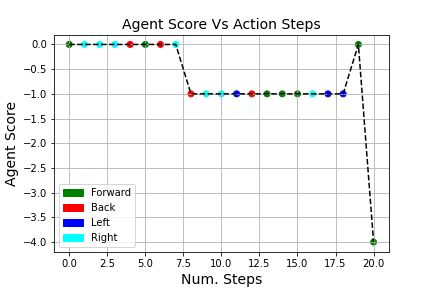 Agent Score Vs Action Steps
Agent Score
0.0
−0.5
−1.0
−1.5
−2.0
−2.5
−3.0
−3.5
−4.0
Forward
Back
Left
Right
0.0 2.5 5.0 7.5 10.0 12.5 15.0 17.5 20.0
Num. Steps